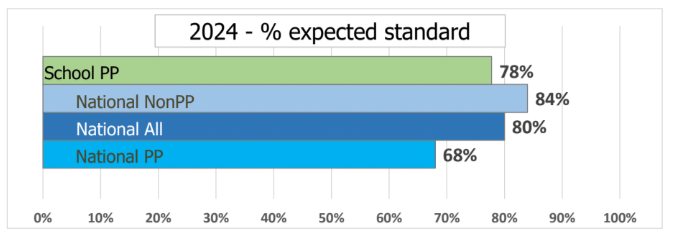 2024 - % expected standard
School PP 78%
National NonPP 84%
National All 80%
National PP 68%
0% 10% 20% 30% 40% 50% 60% 70% 80% 90% 100%